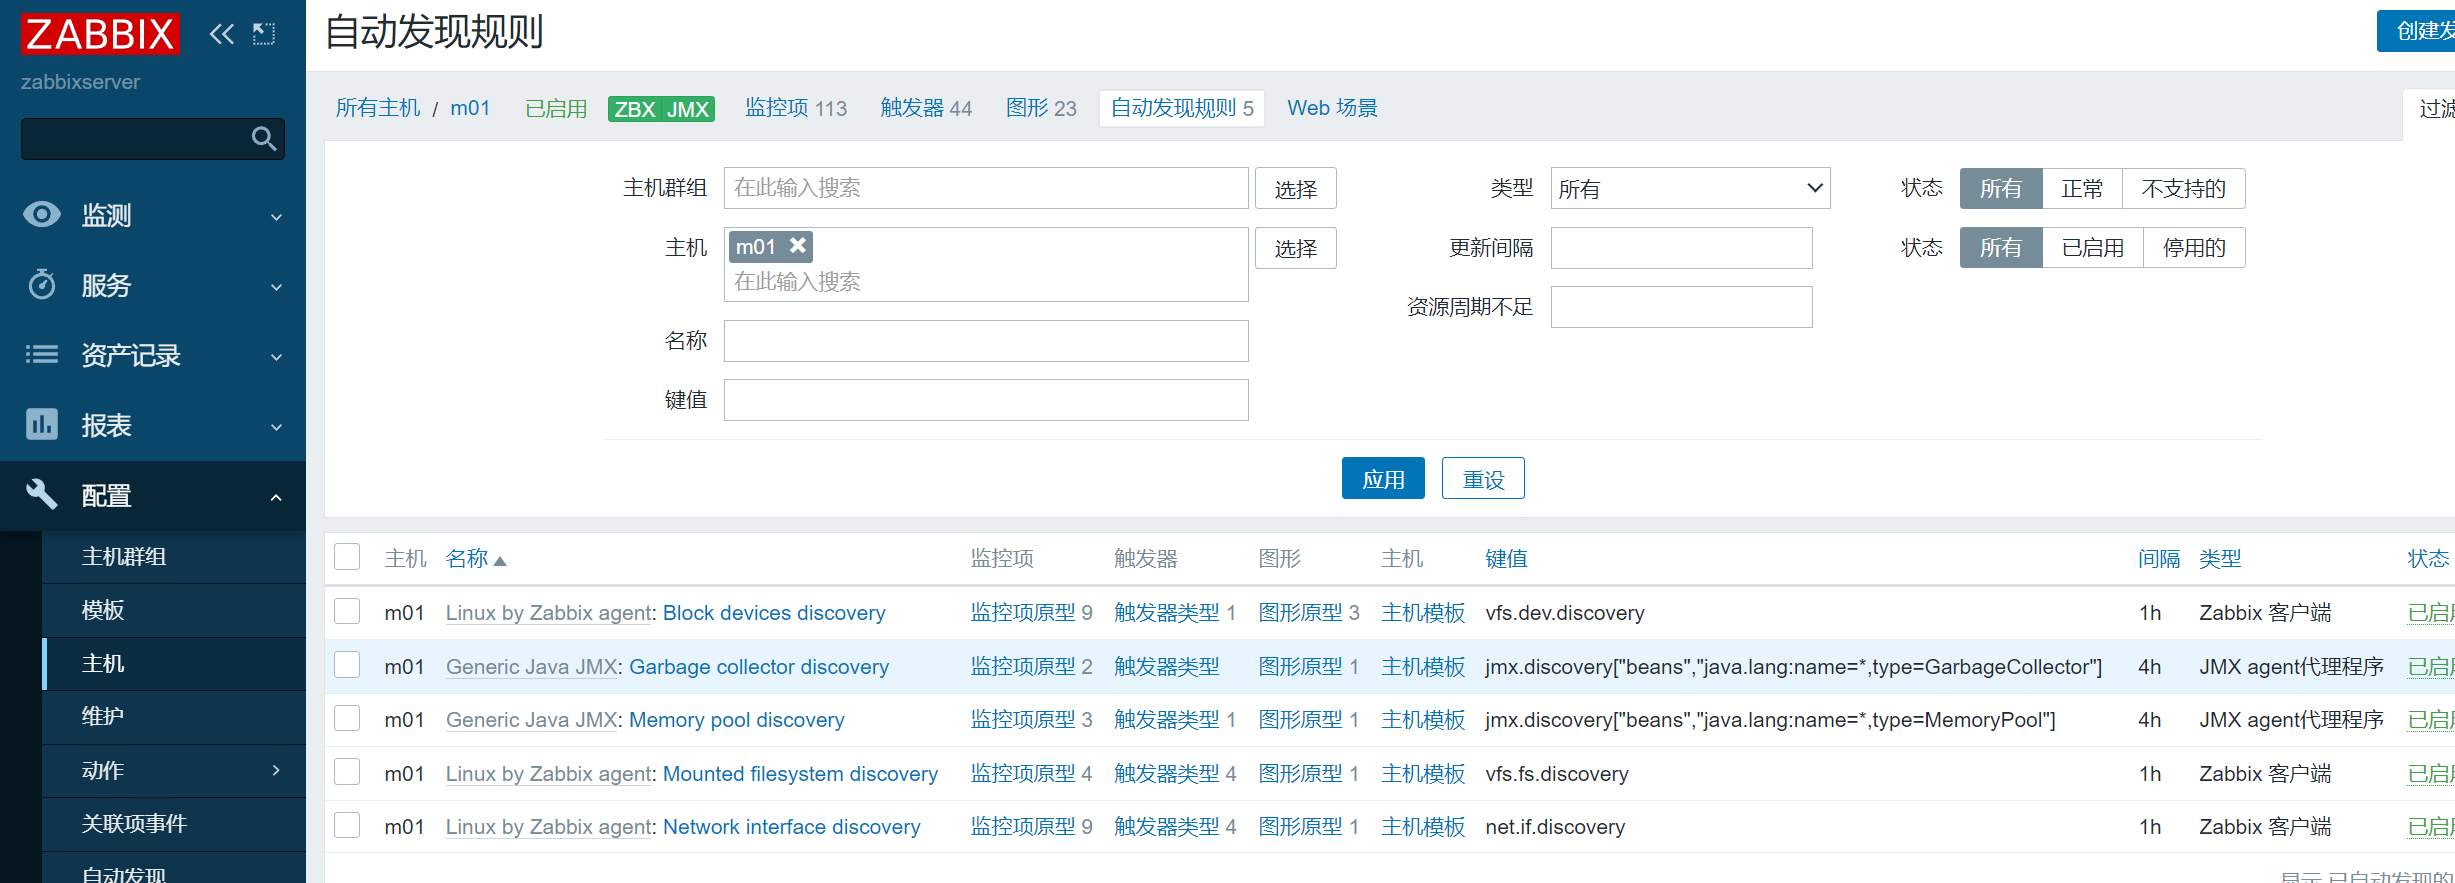 ZABBIX
zabbixserver
监测
服务
资产记录
报表
配置
主机群组
模板
主机
维护
动作
关联项事件
自动发现
自动发现规则
创建发
所有主机 / m01 已启用 ZBX JMX 监控项 113 触发器 44 图形 23 自动发现规则 5 Web 场景
过滤
主机群组 在此输入搜索 选择 类型 所有 状态 所有 正常 不支持的
主机 m01 选择 更新间隔 状态 所有 已启用 停用的
在此输入搜索
资源周期不足
名称
键值
应用 重设
主机 名称 监控项 触发器 图形 主机 键值 间隔 类型 状态
m01 Linux by Zabbix agent: Block devices discovery 监控项原型 9 触发器类型 1 图形原型 3 主机模板 vfs.dev.discovery 1h Zabbix 客户端 已启用
m01 Generic Java JMX: Garbage collector discovery 监控项原型 2 触发器类型 图形原型 1 主机模板 jmx.discovery["beans","java.lang:name=*,type=GarbageCollector"] 4h JMX agent代理程序 已启用
m01 Generic Java JMX: Memory pool discovery 监控项原型 3 触发器类型 1 图形原型 1 主机模板 jmx.discovery["beans","java.lang:name=*,type=MemoryPool"] 4h JMX agent代理程序 已启用
m01 Linux by Zabbix agent: Mounted filesystem discovery 监控项原型 4 触发器类型 4 图形原型 1 主机模板 vfs.fs.discovery 1h Zabbix 客户端 已启用
m01 Linux by Zabbix agent: Network interface discovery 监控项原型 9 触发器类型 4 图形原型 1 主机模板 net.if.discovery 1h Zabbix 客户端 已启用
显示 已自动发现的